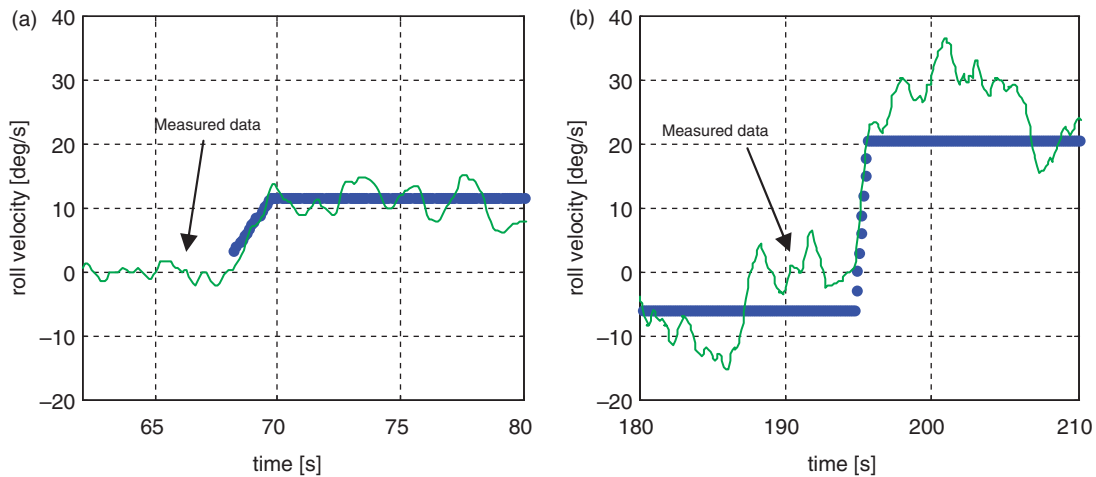 (a)
40
30
20
10
0
–10
–20
65
70
75
80
roll velocity [deg/s]
time [s]
Measured data
(b)
40
30
20
10
0
–10
–20
180
190
200
210
roll velocity [deg/s]
time [s]
Measured data